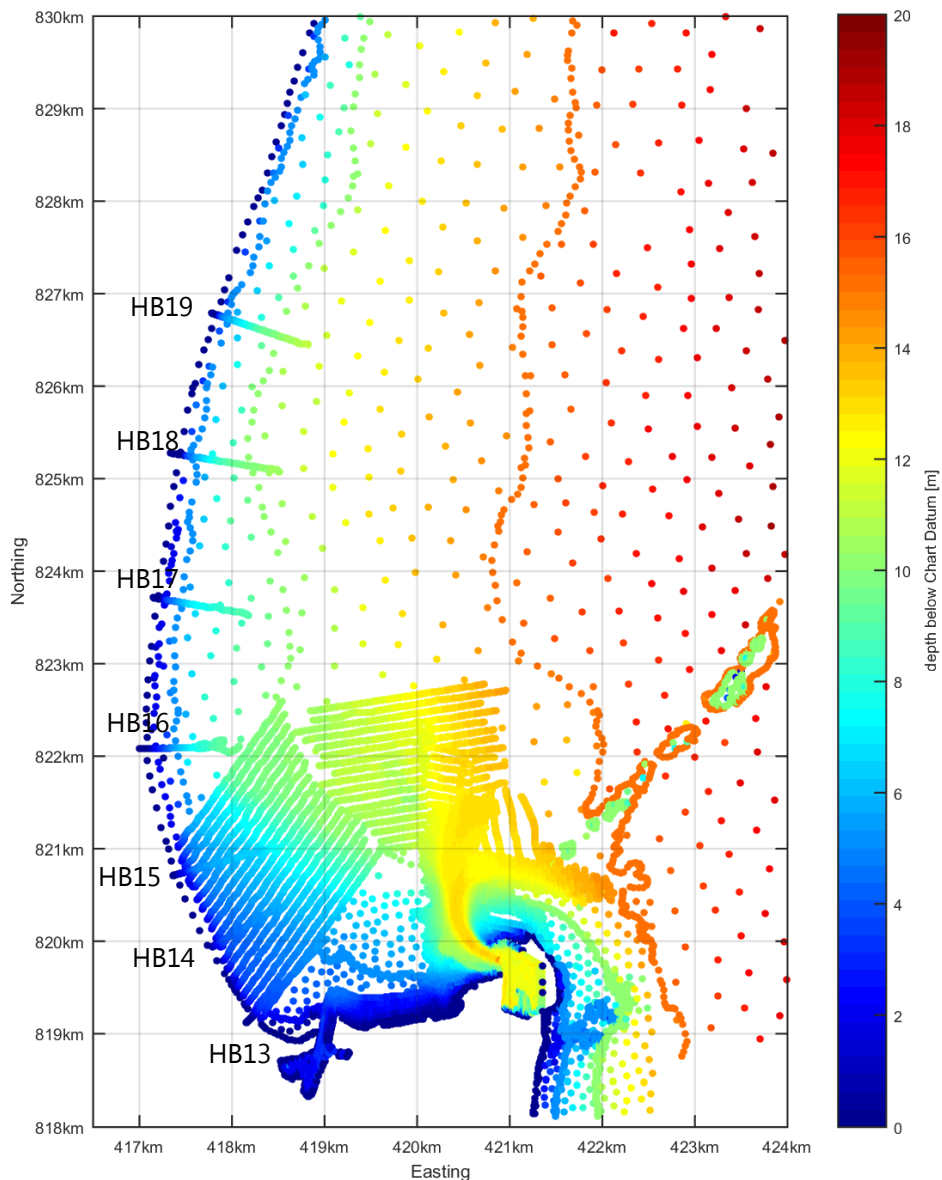 830km
829km
828km
827km
826km
825km
824km
823km
822km
821km
820km
819km
818km
Northing
HB19
HB18
HB17
HB16
HB15
HB14
HB13
417km 418km 419km 420km 421km 422km 423km 424km
Easting
20
18
16
14
12
10
8
6
4
2
0
depth below Chart Datum [m]